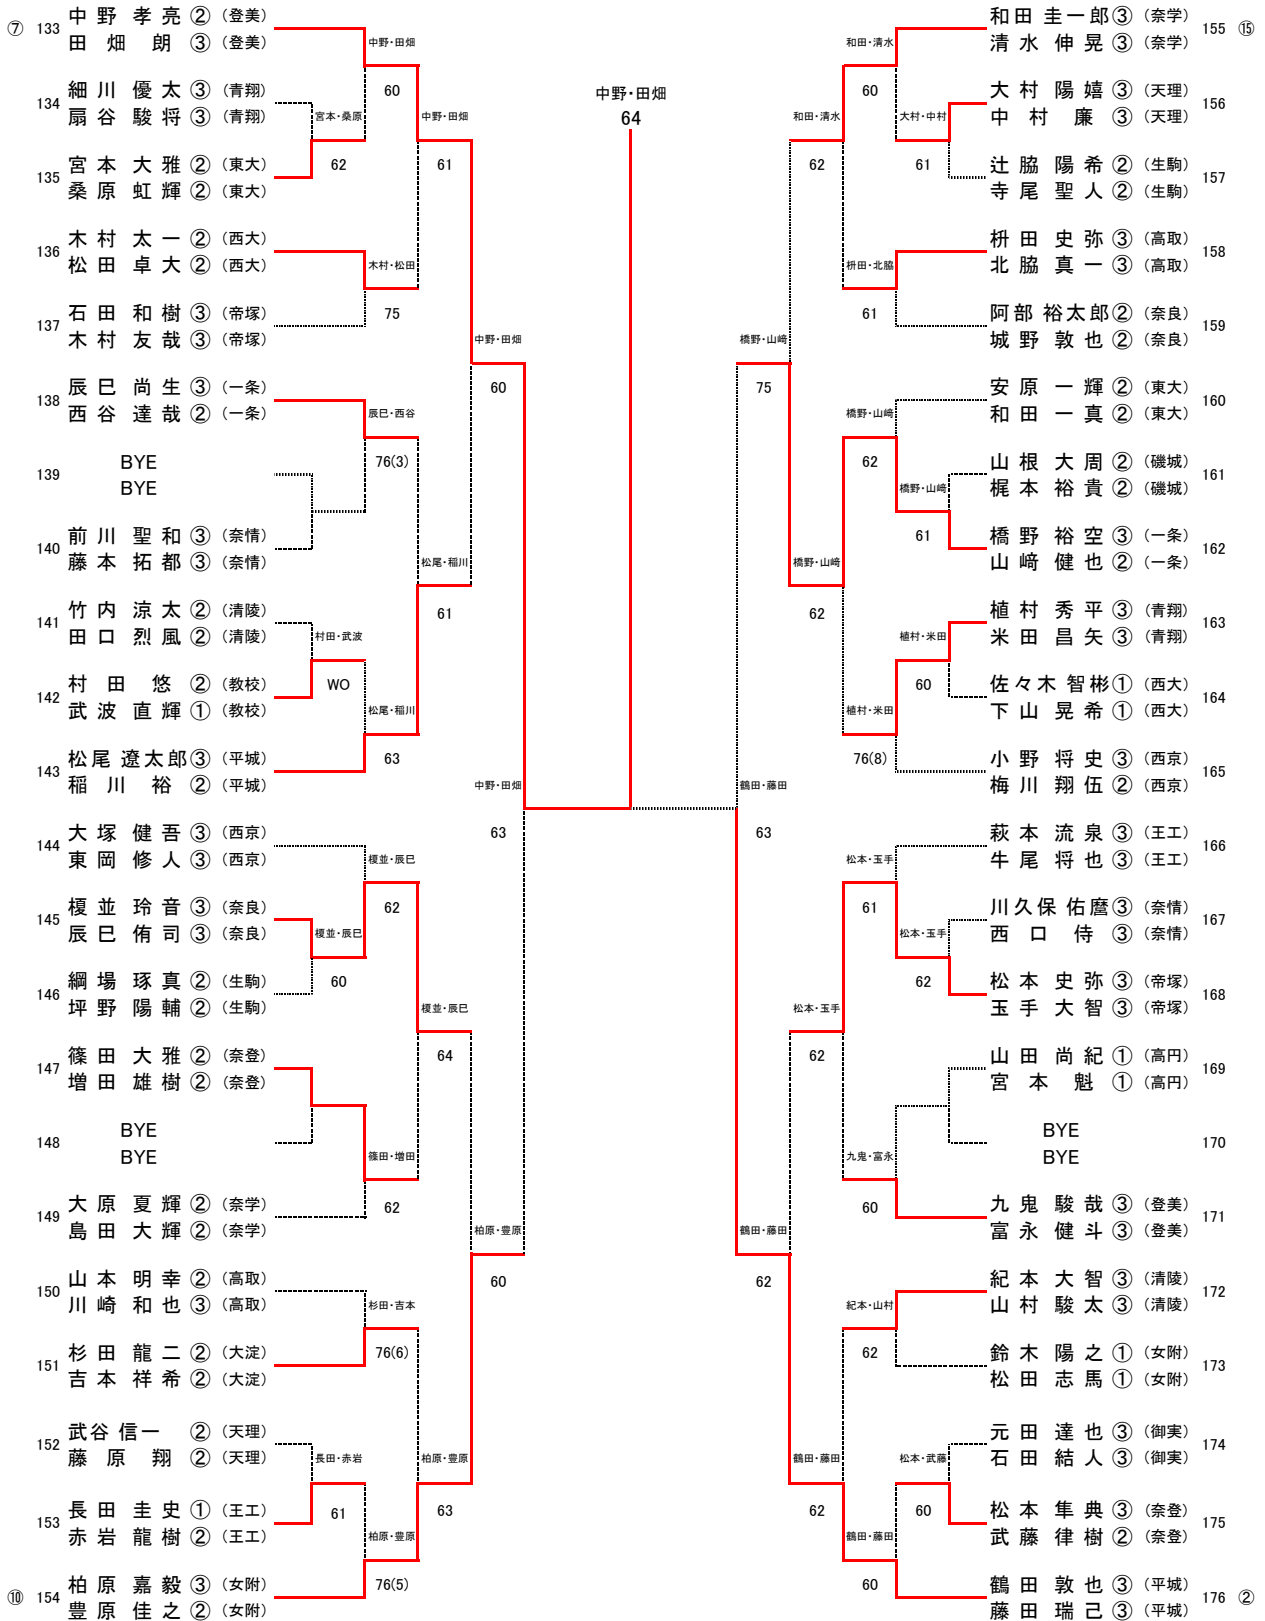 ⑦ 133 中野 孝亮 ② (登美)
田畑 朗 ③ (登美)
134 細川 優太 ③ (青翔)
扇谷 駿将 ③ (青翔)
135 宮本 大雅 ② (東大)
桑原 虹輝 ② (東大)
136 木村 太一 ② (西大)
松田 卓大 ② (西大)
137 石田 和樹 ③ (帝塚)
木村 友哉 ③ (帝塚)
138 辰巳 尚生 ③ (一条)
西谷 達哉 ② (一条)
139 BYE
BYE
140 前川 聖和 ③ (奈情)
藤本 拓都 ③ (奈情)
141 竹内 涼太 ② (清陵)
田口 烈風 ② (清陵)
142 村田 悠 ② (教校)
武波 直輝 ① (教校)
143 松尾 遼太郎 ③ (平城)
稲川 裕 ② (平城)
144 大塚 健吾 ③ (西京)
東岡 修人 ③ (西京)
145 榎並 玲音 ③ (奈良)
辰巳 侑司 ③ (奈良)
146 綱場 琢真 ② (生駒)
坪野 陽輔 ② (生駒)
147 篠田 大雅 ② (奈登)
増田 雄樹 ② (奈登)
148 BYE
BYE
149 大原 夏輝 ② (奈学)
島田 大輝 ② (奈学)
150 山本 明幸 ② (高取)
川崎 和也 ③ (高取)
151 杉田 龍二 ② (大淀)
吉本 祥希 ② (大淀)
152 武谷 信一 ② (天理)
藤原 翔 ② (天理)
153 長田 圭史 ① (王工)
赤岩 龍樹 ② (王工)
⑩ 154 柏原 嘉毅 ③ (女附)
豊原 佳之 ② (女附)
中野・田畑
60
宮本・桑原
62
中野・田畑
61
木村・松田
75
中野・田畑
60
辰巳・西谷
76(3)
松尾・稲川
61
村田・武波
WO
松尾・稲川
63
中野・田畑
63
榎並・辰巳
62
榎並・辰巳
60
榎並・辰巳
64
篠田・増田
62
柏原・豊原
60
杉田・吉本
76(6)
長田・赤岩
61
柏原・豊原
63
柏原・豊原
76(5)
中野・田畑
64
和田・清水
60
大村・中村
61
和田・清水
62
枡田・北脇
61
橋野・山﨑
75
橋野・山﨑
62
橋野・山﨑
61
橋野・山﨑
62
植村・米田
60
植村・米田
76(8)
鶴田・藤田
63
松本・玉手
61
松本・玉手
62
松本・玉手
62
九鬼・富永
60
鶴田・藤田
62
紀本・山村
62
鶴田・藤田
62
松本・武藤
60
鶴田・藤田
60
和田 圭一郎 ③ (奈学) 155 ⑮
清水 伸晃 ③ (奈学)
大村 陽嬉 ③ (天理) 156
中村 廉 ③ (天理)
辻脇 陽希 ② (生駒) 157
寺尾 聖人 ② (生駒)
枡田 史弥 ③ (高取) 158
北脇 真一 ③ (高取)
阿部 裕太郎 ② (奈良) 159
城野 敦也 ② (奈良)
安原 一輝 ② (東大) 160
和田 一真 ② (東大)
山根 大周 ② (磯城) 161
梶本 裕貴 ② (磯城)
橋野 裕空 ③ (一条) 162
山﨑 健也 ② (一条)
植村 秀平 ③ (青翔) 163
米田 昌矢 ③ (青翔)
佐々木 智彬 ① (西大) 164
下山 晃希 ① (西大)
小野 将史 ③ (西京) 165
梅川 翔伍 ② (西京)
萩本 流泉 ③ (王工) 166
牛尾 将也 ③ (王工)
川久保 佑麿 ③ (奈情) 167
西口 侍 ③ (奈情)
松本 史弥 ③ (帝塚) 168
玉手 大智 ③ (帝塚)
山田 尚紀 ① (高円) 169
宮本 魁 ① (高円)
BYE 170
BYE
九鬼 駿哉 ③ (登美) 171
富永 健斗 ③ (登美)
紀本 大智 ③ (清陵) 172
山村 駿太 ③ (清陵)
鈴木 陽之 ① (女附) 173
松田 志馬 ① (女附)
元田 達也 ③ (御実) 174
石田 結人 ③ (御実)
松本 隼典 ③ (奈登) 175
武藤 律樹 ② (奈登)
鶴田 敦也 ③ (平城) 176 ②
藤田 瑞己 ③ (平城)